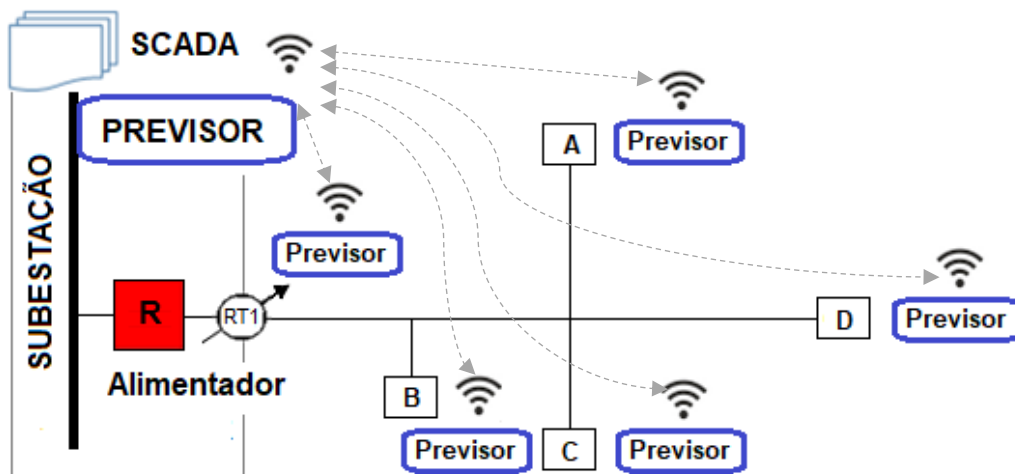 SCADA
PREVISOR
A
Previsor
Previsor
SUBESTAÇÃO
R
RT1
D
Previsor
Alimentador
B
Previsor
C
Previsor